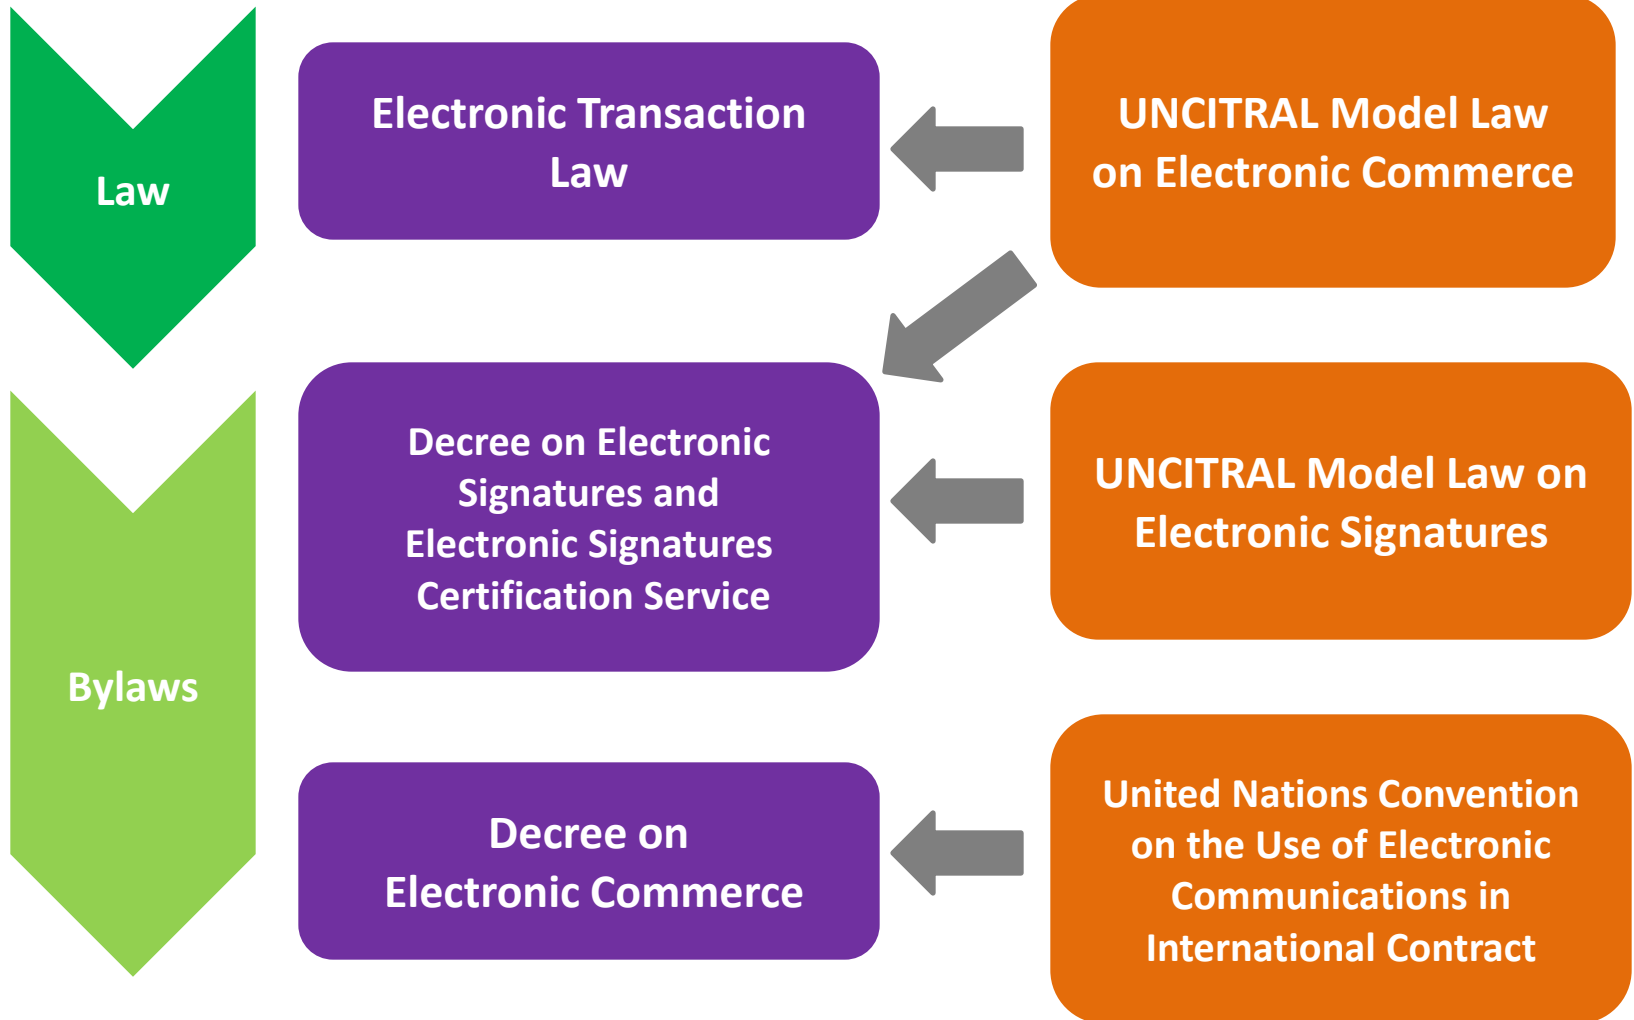 Law
Electronic Transaction
Law
UNCITRAL Model Law
on Electronic Commerce
Bylaws
Decree on Electronic
Signatures and
Electronic Signatures
Certification Service
UNCITRAL Model Law on
Electronic Signatures
Decree on
Electronic Commerce
United Nations Convention
on the Use of Electronic
Communications in
International Contract